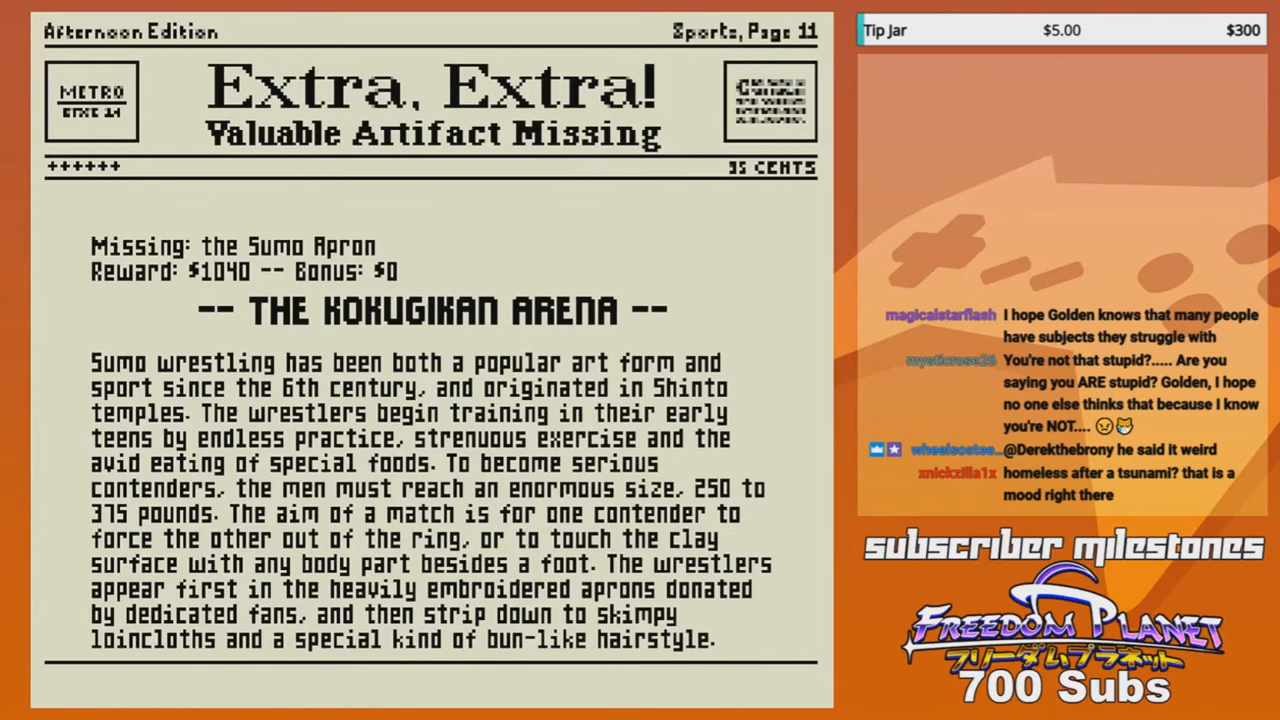 Afternoon Edition
Sports, Page 11
METRO
Extra, Extra!
Valuable Artifact Missing
++++++
35 CENTS
Missing: the Sumo Apron
Reward: $1040 -- Bonus: $0
-- THE KOKUGIKAN ARENA --
Sumo wrestling has been both a popular art form and
sport since the 6th century, and originated in Shinto
temples. The wrestlers begin training in their early
teens by endless practice, strenuous exercise and the
avid eating of special foods. To become serious
contenders, the men must reach an enormous size, 250 to
375 pounds. The aim of a match is for one contender to
force the other out of the ring, or to touch the clay
surface with any body part besides a foot. The wrestlers
appear first in the heavily embroidered aprons donated
by dedicated fans, and then strip down to skimpy
loincloths and a special kind of bun-like hairstyle.
Tip Jar $5.00 $300
magicalstarflash I hope Golden knows that many people
have subjects they struggle with
mysticrose26 You're not that stupid?..... Are you
saying you ARE stupid? Golden, I hope
no one else thinks that because I know
you're NOT.... 😠😷
wheelsostee... @Derekthebrony he said it weird
xnickzilla1x homeless after a tsunami? that is a
mood right there
subscriber milestones
FREEDOM PLANET
フリーダムプラネット
700 Subs